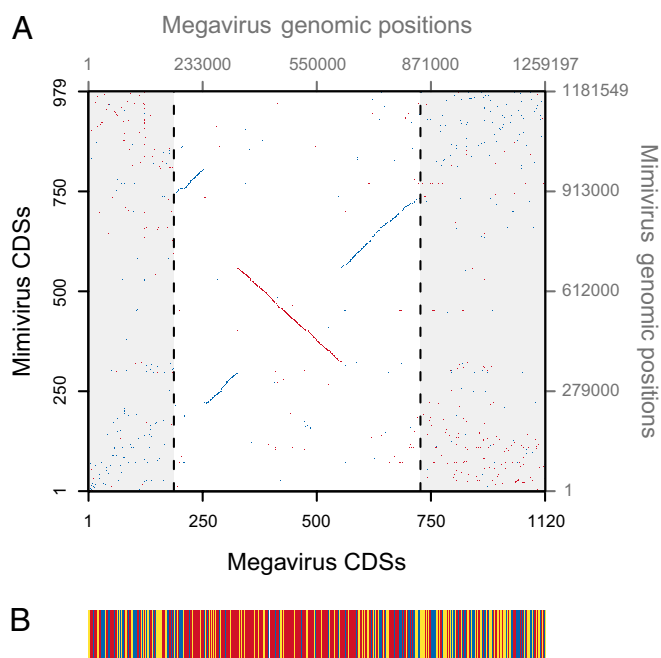 A
Megavirus genomic positions
1 233000 550000 871000 1259197
979 1181549
750 913000
500 612000
250 279000
1 1
Mimivirus CDSs
Mimivirus genomic positions
1 250 500 750 1120
Megavirus CDSs
B